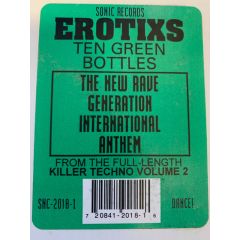 SONIC RECORDS
EROTIXS
TEN GREEN
BOTTLES
THE NEW RAVE
GENERATION
INTERNATIONAL
ANTHEM
FROM THE FULL-LENGTH
KILLER TECHNO VOLUME 2
SNC-2018-1
DANCE!
7 20841-2018-1 6